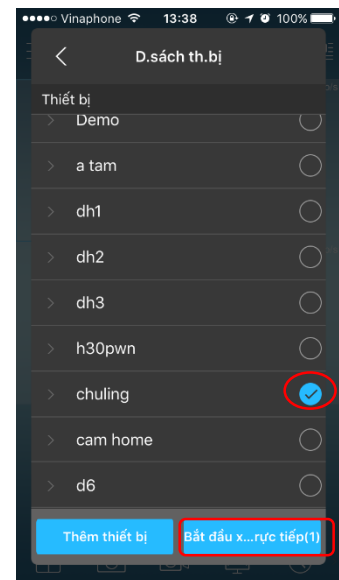 Vinaphone 13:38 100%
D.sách th.bị
Thiết bị
Demo
a tam
dh1
dh2
dh3
h30pwn
chuling
cam home
d6
Thêm thiết bị
Bắt đầu x...rực tiếp(1)